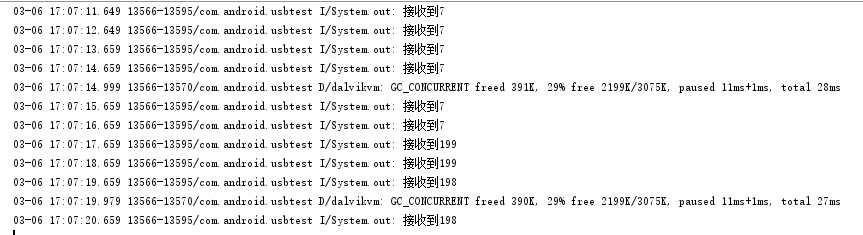 03-06 17:07:11.649 13566-13595/com.android.usbtest I/System.out: 接收到7
03-06 17:07:12.649 13566-13595/com.android.usbtest I/System.out: 接收到7
03-06 17:07:13.659 13566-13595/com.android.usbtest I/System.out: 接收到7
03-06 17:07:14.659 13566-13595/com.android.usbtest I/System.out: 接收到7
03-06 17:07:14.999 13566-13570/com.android.usbtest D/dalvikvm: GC_CONCURRENT freed 391K, 29% free 2199K/3075K, paused 11ms+1ms, total 28ms
03-06 17:07:15.659 13566-13595/com.android.usbtest I/System.out: 接收到7
03-06 17:07:16.659 13566-13595/com.android.usbtest I/System.out: 接收到7
03-06 17:07:17.659 13566-13595/com.android.usbtest I/System.out: 接收到199
03-06 17:07:18.659 13566-13595/com.android.usbtest I/System.out: 接收到199
03-06 17:07:19.659 13566-13595/com.android.usbtest I/System.out: 接收到198
03-06 17:07:19.979 13566-13570/com.android.usbtest D/dalvikvm: GC_CONCURRENT freed 390K, 29% free 2199K/3075K, paused 11ms+1ms, total 27ms
03-06 17:07:20.659 13566-13595/com.android.usbtest I/System.out: 接收到198